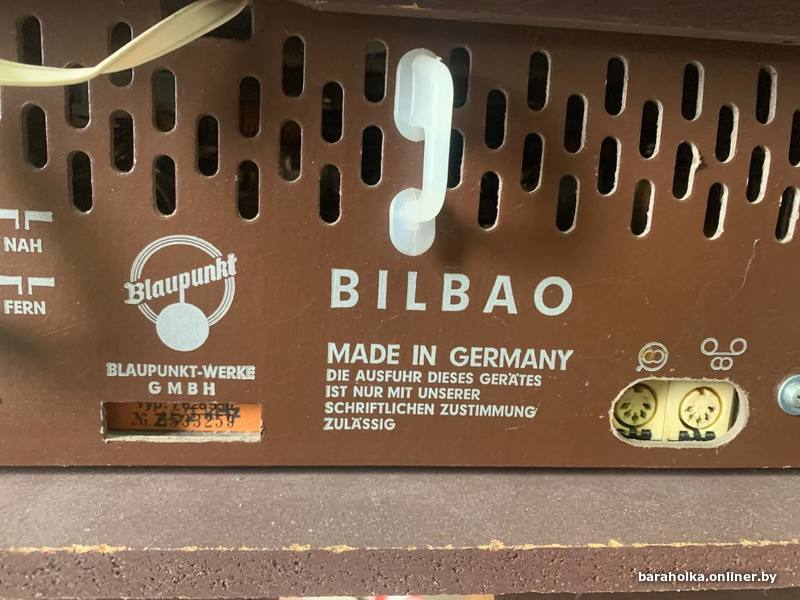 NAH
FERN
Blaupunkt
BLAUPUNKT-WERKE
GMBH
BILBAO
MADE IN GERMANY
DIE AUSFUHR DIESES GERÄTES
IST NUR MIT UNSERER
SCHRIFTLICHEN ZUSTIMMUNG
ZULÄSSIG
baraholka.onliner.by